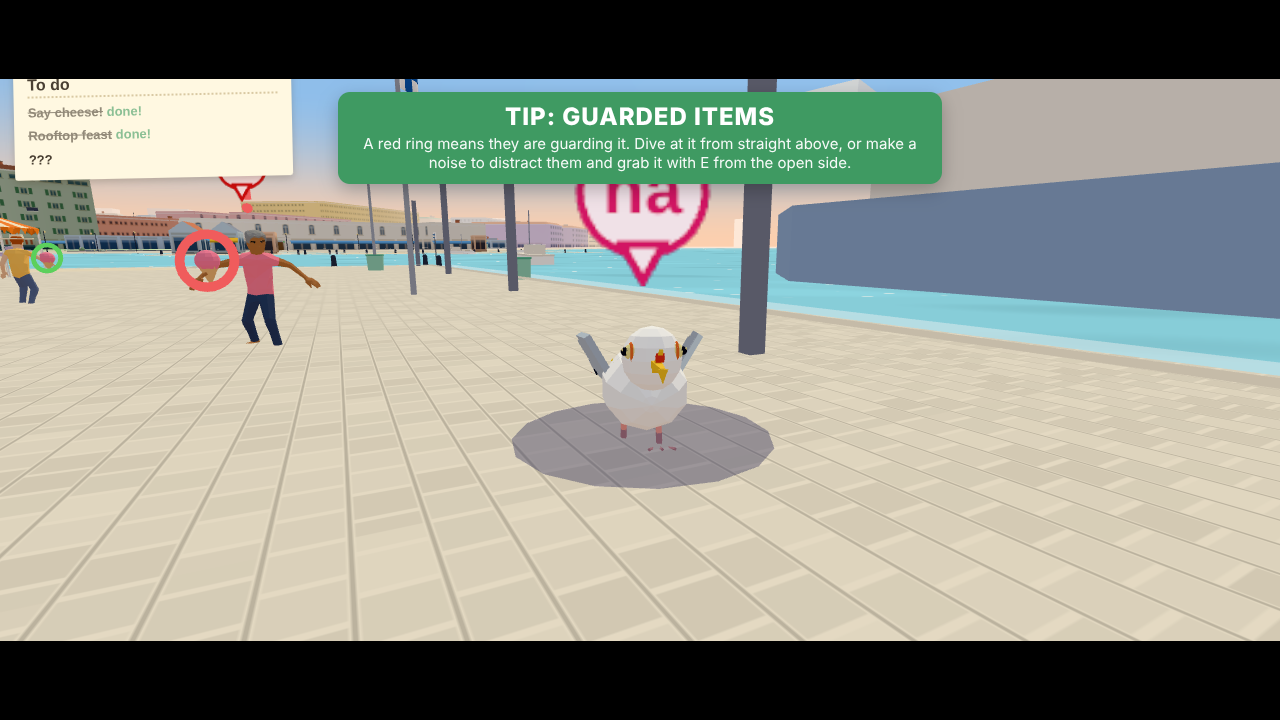 To do
Say cheese! done!
Rooftop feast done!
???
TIP: GUARDED ITEMS
A red ring means they are guarding it. Dive at it from straight above, or make a
noise to distract them and grab it with E from the open side.
ha